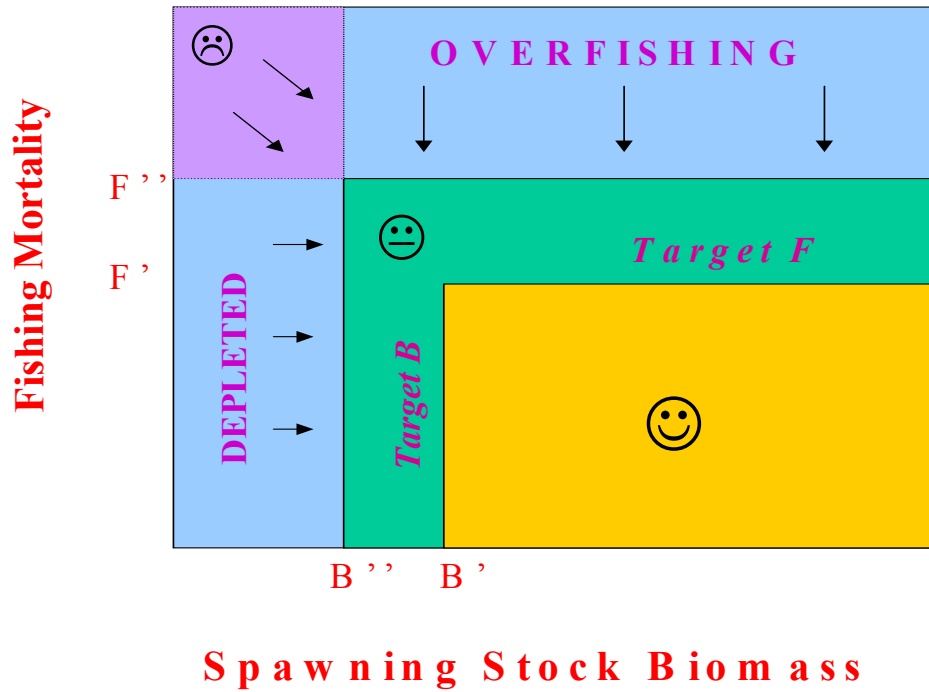 OVERFISHING
Fishing Mortality
F’’
F’
Target F
DEPLETED
Target B
B’’
B’
Spawning Stock Biomass